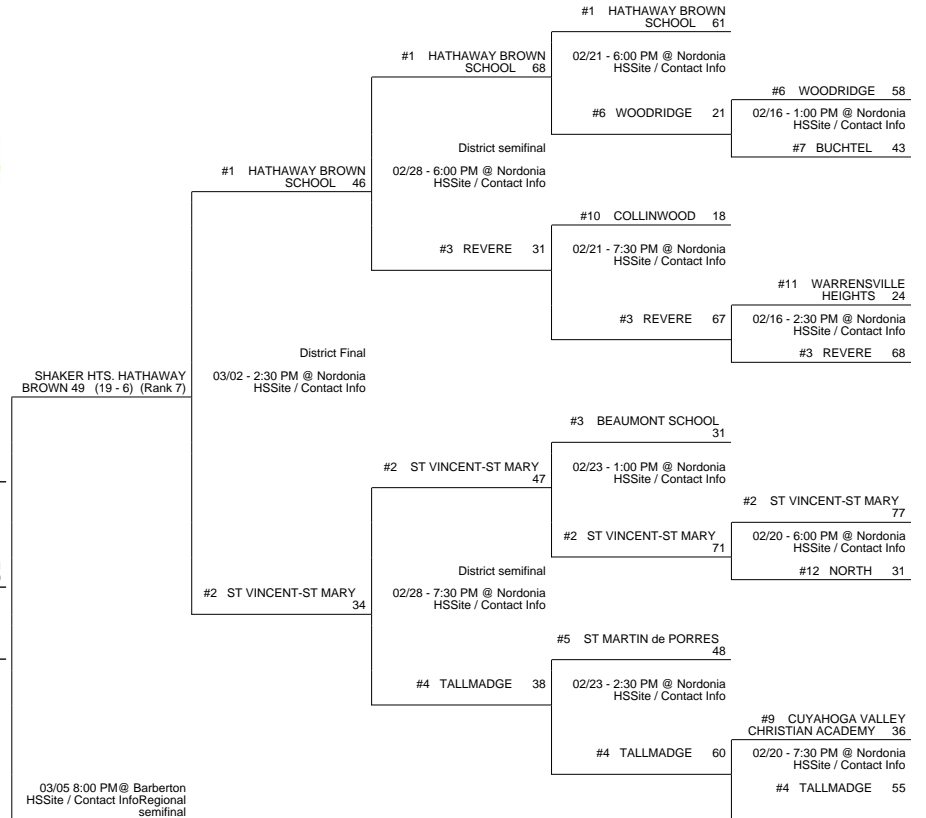 #1 HATHAWAY BROWN
SCHOOL 61
02/21 - 6:00 PM @ Nordonia
HSSite / Contact Info
#1 HATHAWAY BROWN
SCHOOL 68
#6 WOODRIDGE 58
02/16 - 1:00 PM @ Nordonia
HSSite / Contact Info
#6 WOODRIDGE 21
#7 BUCHTEL 43
District semifinal
02/28 - 6:00 PM @ Nordonia
HSSite / Contact Info
#1 HATHAWAY BROWN
SCHOOL 46
#10 COLLINWOOD 18
02/21 - 7:30 PM @ Nordonia
HSSite / Contact Info
#3 REVERE 31
#11 WARRENSVILLE
HEIGHTS 24
02/16 - 2:30 PM @ Nordonia
HSSite / Contact Info
#3 REVERE 67
#3 REVERE 68
District Final
03/02 - 2:30 PM @ Nordonia
HSSite / Contact Info
SHAKER HTS. HATHAWAY
BROWN 49 (19 - 6) (Rank 7)
#3 BEAUMONT SCHOOL
31
02/23 - 1:00 PM @ Nordonia
HSSite / Contact Info
#2 ST VINCENT-ST MARY
47
#2 ST VINCENT-ST MARY
77
02/20 - 6:00 PM @ Nordonia
HSSite / Contact Info
#2 ST VINCENT-ST MARY
71
#12 NORTH 31
District semifinal
02/28 - 7:30 PM @ Nordonia
HSSite / Contact Info
#2 ST VINCENT-ST MARY
34
#5 ST MARTIN de PORRES
48
02/23 - 2:30 PM @ Nordonia
HSSite / Contact Info
#4 TALLMADGE 38
#9 CUYAHOGA VALLEY
CHRISTIAN ACADEMY 36
02/20 - 7:30 PM @ Nordonia
HSSite / Contact Info
#4 TALLMADGE 60
#4 TALLMADGE 55
03/05 8:00 PM@ Barberton
HSSite / Contact InfoRegional
semifinal